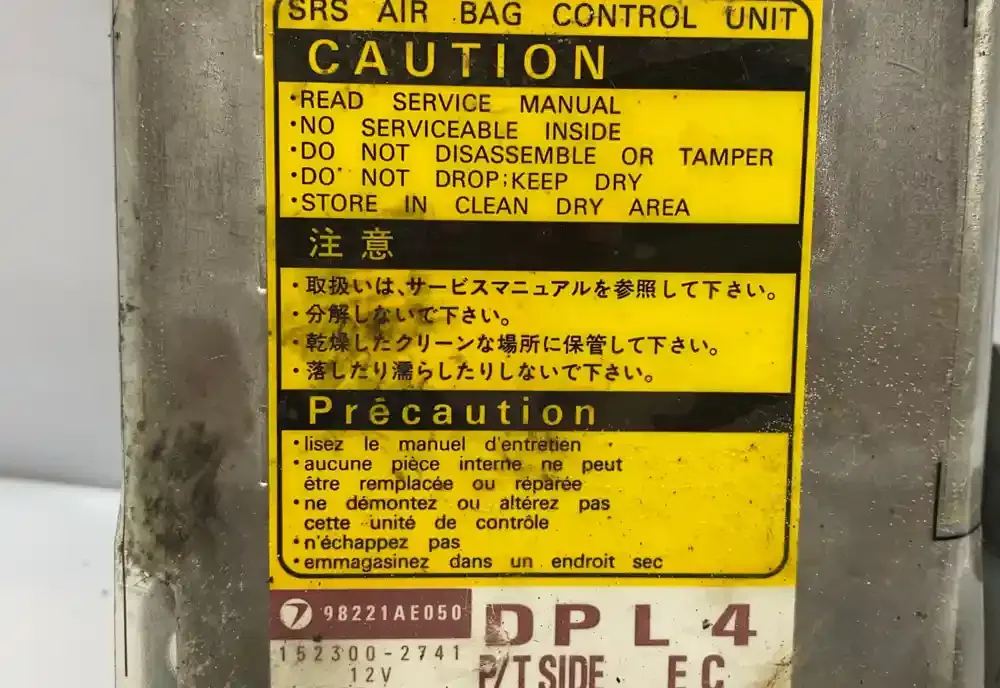 SRS AIR BAG CONTROL UNIT
CAUTION
・READ SERVICE MANUAL
・NO SERVICEABLE INSIDE
・DO NOT DISASSEMBLE OR TAMPER
・DO NOT DROP;KEEP DRY
・STORE IN CLEAN DRY AREA
注意
・取扱いは、サービスマニュアルを参照して下さい。
・分解しないで下さい。
・乾燥したクリーンな場所に保管して下さい。
・落したり濡らしたりしないで下さい。
Précaution
・lisez le manuel d'entretien
・aucune pièce interne ne peut
être remplacée ou réparée
・ne démontez ou altérez pas
cette unité de contrôle
・n'échappez pas
・emmagasinez dans un endroit sec
98221AE050 DPL4
152300-2741
12V P/T SIDE EC